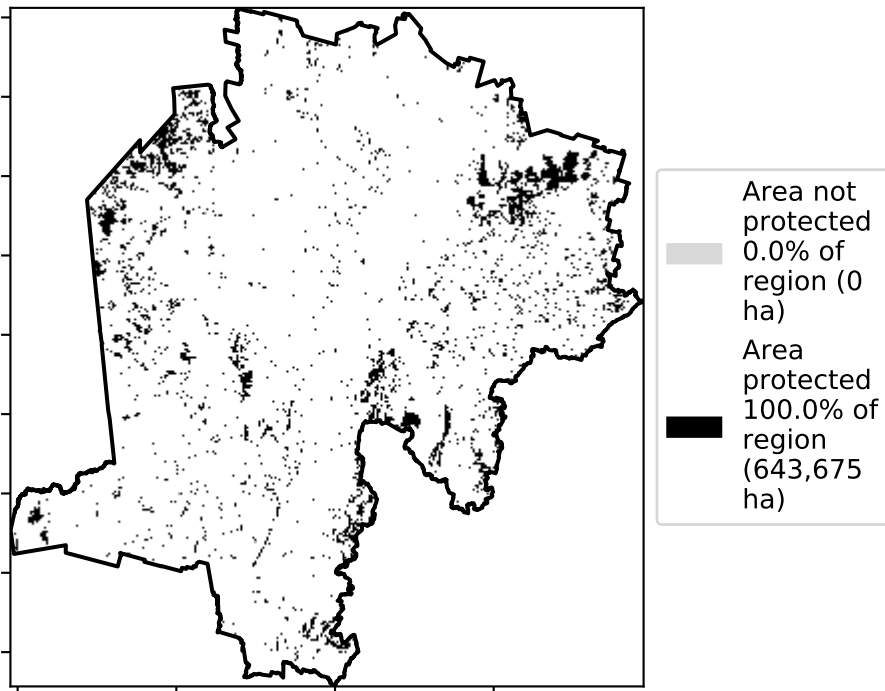 Area not
protected
0.0% of
region (0
ha)
Area
protected
100.0% of
region
(643,675
ha)